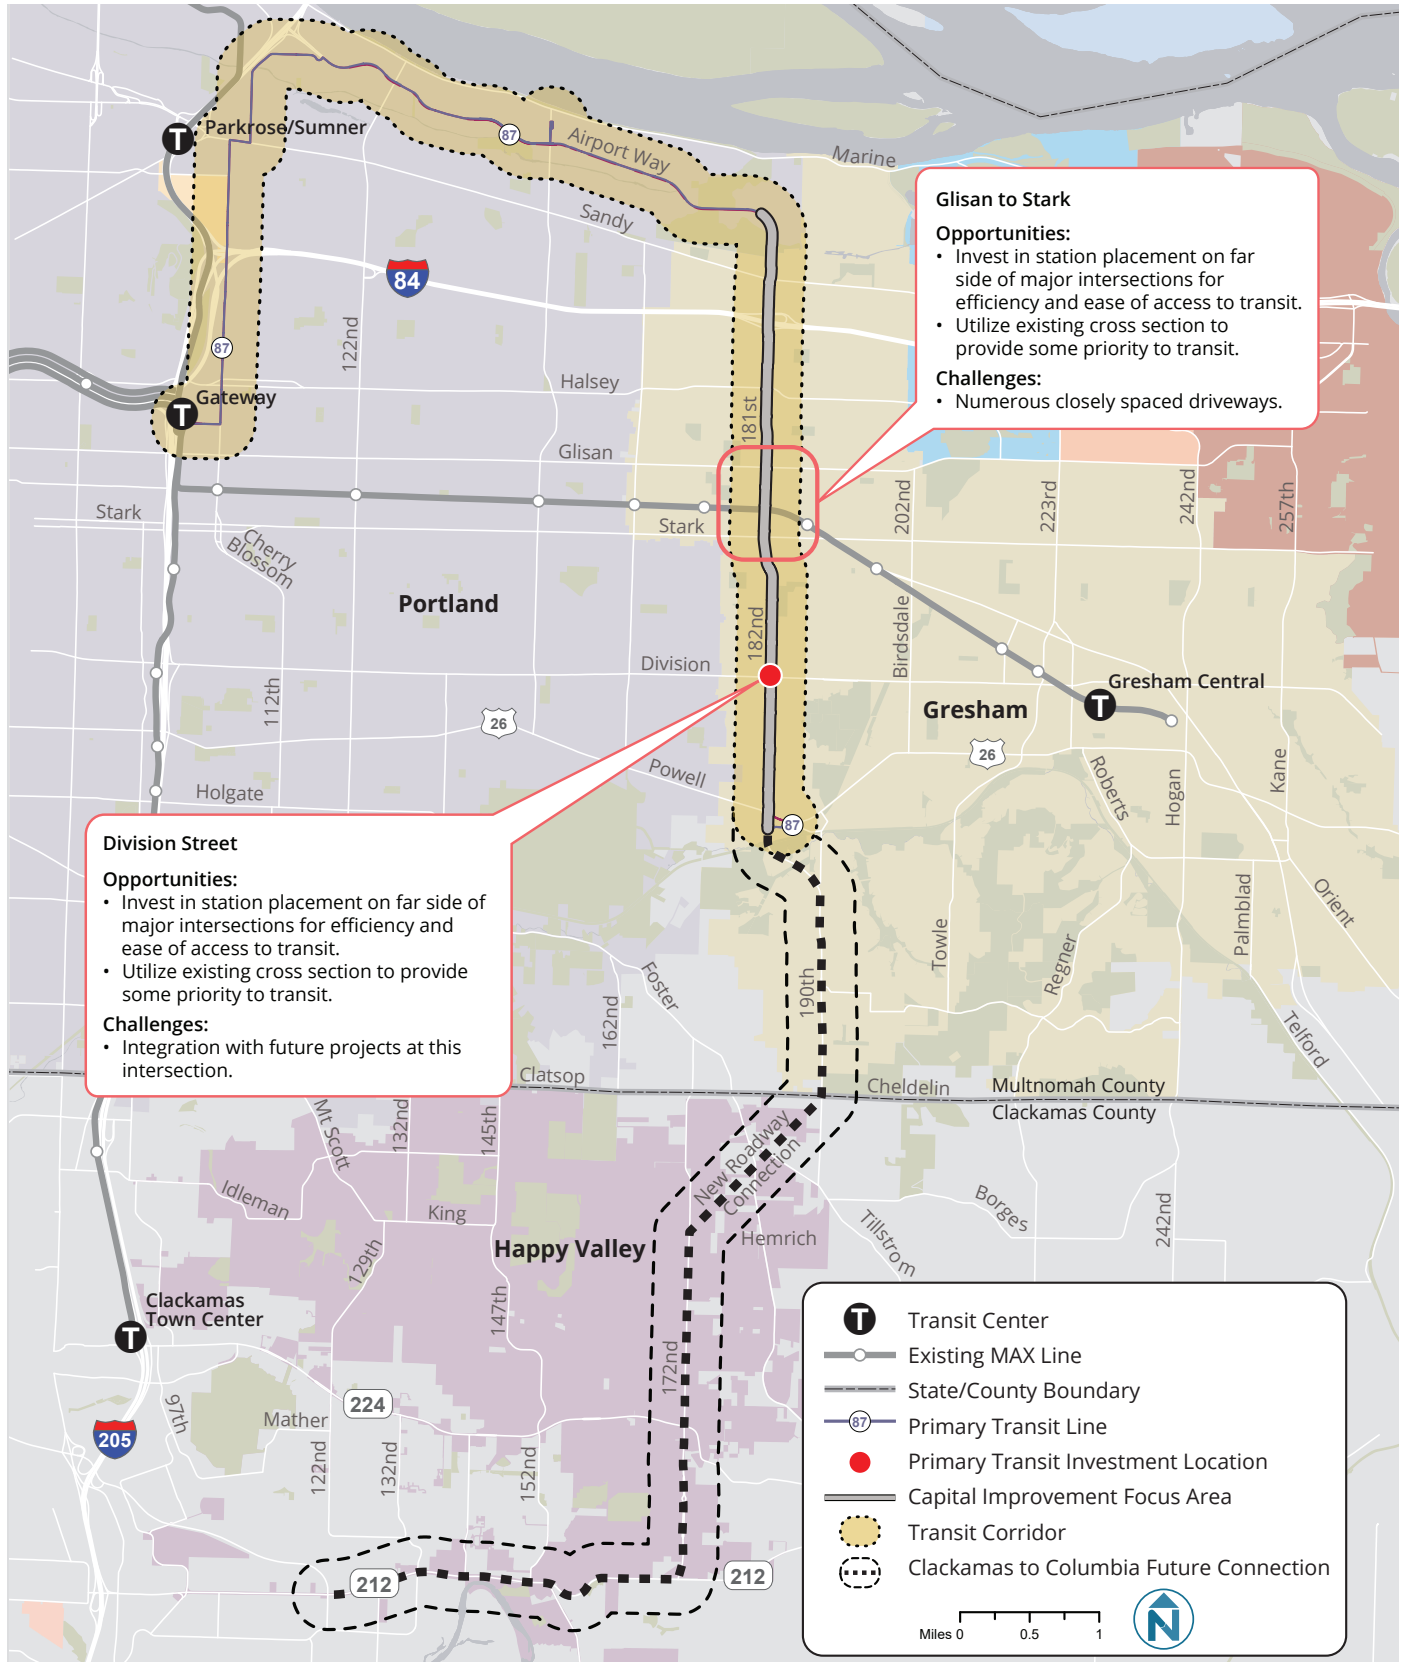 Parkrose/Sumner
87
Airport Way
Marine
Sandy
84
122nd
87
Halsey
Gateway
181st
Glisan
Glisan to Stark
Opportunities:
• Invest in station placement on far
side of major intersections for
efficiency and ease of access to transit.
• Utilize existing cross section to
provide some priority to transit.
Challenges:
• Numerous closely spaced driveways.
202nd
223rd
242nd
257th
Stark
Stark
Cherry
Blossom
Portland
182nd
Birdsdale
Division
Gresham Central
112th
Gresham
26
26
Powell
Roberts
Hogan
Kane
Holgate
87
Division Street
Opportunities:
• Invest in station placement on far side of
major intersections for efficiency and
ease of access to transit.
• Utilize existing cross section to provide
some priority to transit.
Challenges:
• Integration with future projects at this
intersection.
Palmblad
Orient
Towle
Regner
Foster
190th
162nd
Telford
Clatsop
Cheldelin
Multnomah County
Clackamas County
Mt Scott
132nd
145th
New Roadway
Connection
Idleman
King
Borges
242nd
Tillstrom
Hemrich
Happy Valley
129th
147th
Clackamas
Town Center
172nd
97th
224
Mather
205
122nd
132nd
152nd
212
212
T Transit Center
Existing MAX Line
State/County Boundary
87 Primary Transit Line
Primary Transit Investment Location
Capital Improvement Focus Area
Transit Corridor
Clackamas to Columbia Future Connection
Miles 0 0.5 1
N
T
T
T
T